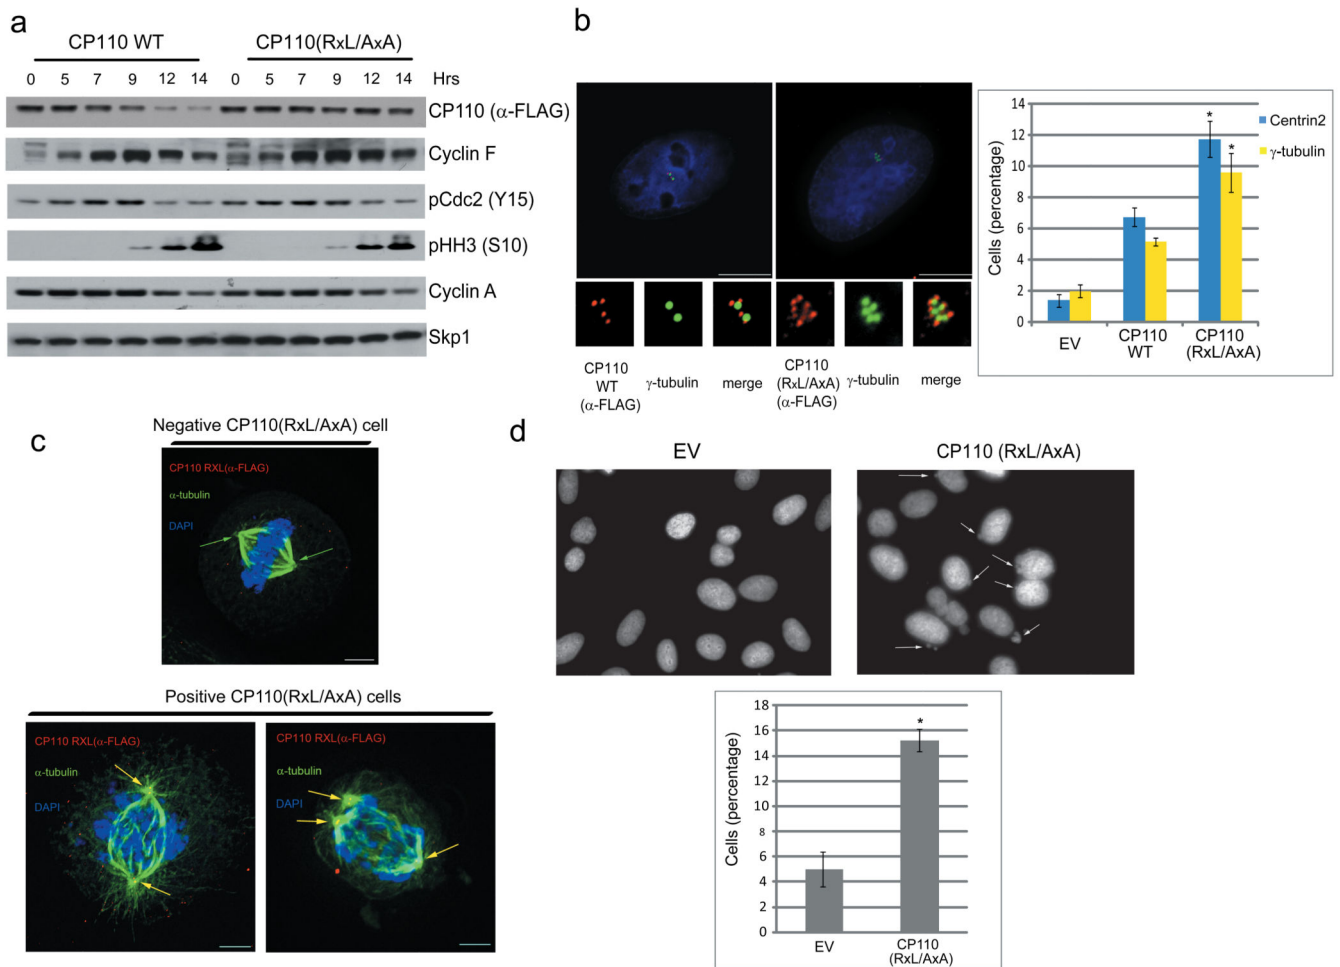 a
CP110 WT CP110(RxL/AxA)
0 5 7 9 12 14 0 5 7 9 12 14 Hrs
CP110 (α-FLAG)
Cyclin F
pCdc2 (Y15)
pHH3 (S10)
Cyclin A
Skp1
b
CP110 WT (α-FLAG)
γ-tubulin
merge
CP110 (RxL/AxA) (α-FLAG)
γ-tubulin
merge
14
12
10
8
6
4
2
0
Cells (percentage)
* *
Centrin2
γ-tubulin
EV
CP110 WT
CP110 (RxL/AxA)
c
Negative CP110(RxL/AxA) cell
CP110 RXL(α-FLAG)
α-tubulin
DAPI
Positive CP110(RxL/AxA) cells
CP110 RXL(α-FLAG)
α-tubulin
DAPI
CP110 RXL(α-FLAG)
α-tubulin
DAPI
d
EV
CP110 (RxL/AxA)
18
16
14
12
10
8
6
4
2
0
Cells (percentage)
*
EV
CP110 (RxL/AxA)